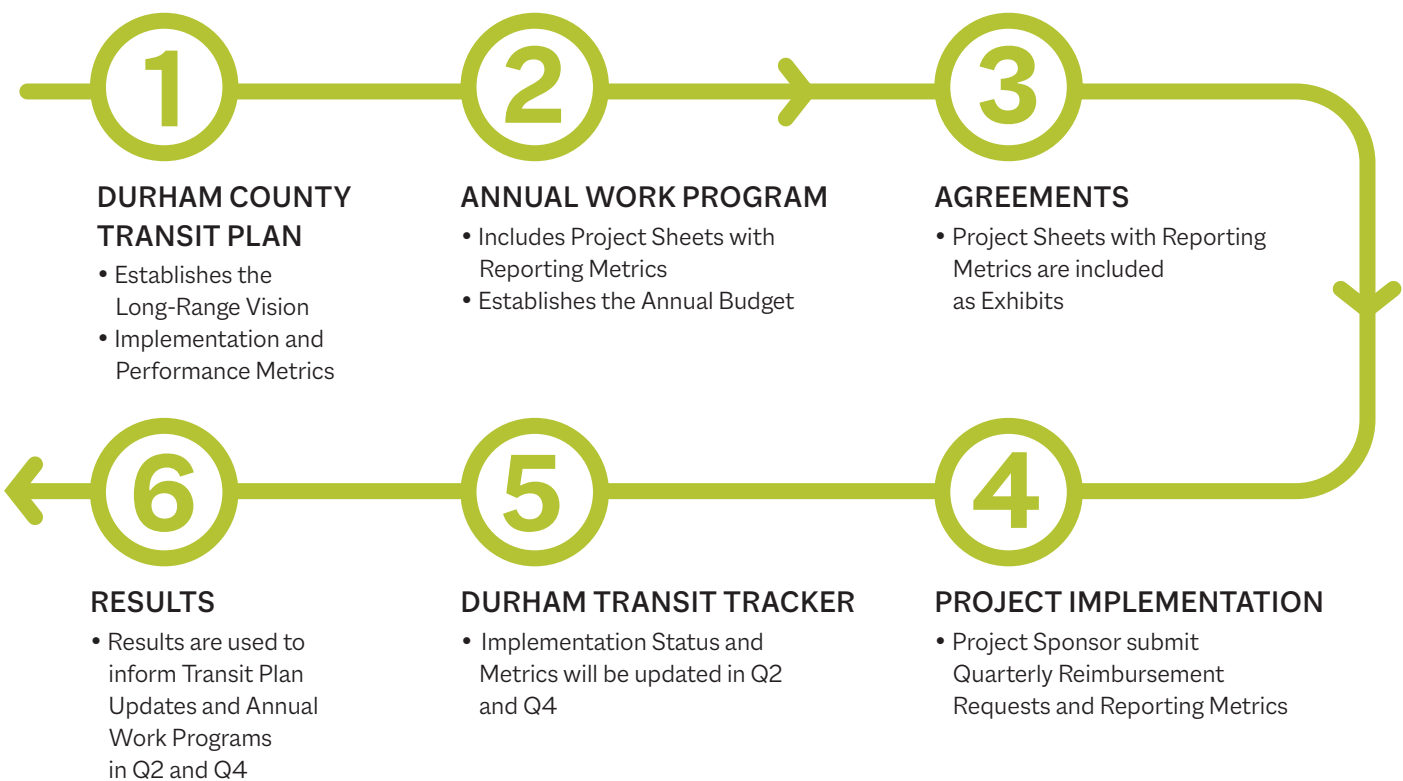 1
DURHAM COUNTY
TRANSIT PLAN
• Establishes the
Long-Range Vision
• Implementation and
Performance Metrics
2
ANNUAL WORK PROGRAM
• Includes Project Sheets with
Reporting Metrics
• Establishes the Annual Budget
3
AGREEMENTS
• Project Sheets with Reporting
Metrics are included
as Exhibits
4
PROJECT IMPLEMENTATION
• Project Sponsor submit
Quarterly Reimbursement
Requests and Reporting Metrics
5
DURHAM TRANSIT TRACKER
• Implementation Status and
Metrics will be updated in Q2
and Q4
6
RESULTS
• Results are used to
inform Transit Plan
Updates and Annual
Work Programs
in Q2 and Q4